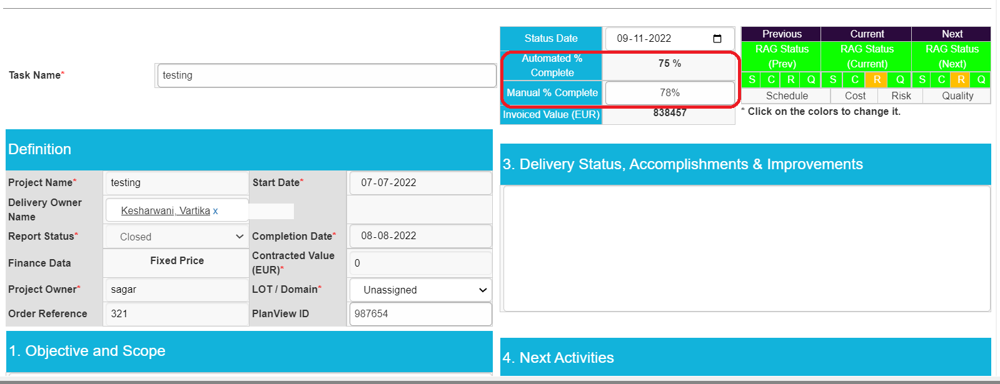 Task Name*
testing
Status Date
09-11-2022
Automated %
Complete
75 %
Manual % Complete
78%
Invoiced Value (EUR)
838457
Previous
Current
Next
RAG Status
(Prev)
RAG Status
(Current)
RAG Status
(Next)
S C R Q
S C R Q
S C R Q
Schedule
Cost
Risk
Quality
* Click on the colors to change it.
Definition
Project Name*
testing
Start Date*
07-07-2022
Delivery Owner
Name
Kesharwani, Vartika x
Report Status*
Closed
Completion Date*
08-08-2022
Finance Data
Fixed Price
Contracted Value
(EUR)*
0
Project Owner*
sagar
LOT / Domain*
Unassigned
Order Reference
321
PlanView ID
987654
1. Objective and Scope
3. Delivery Status, Accomplishments & Improvements
4. Next Activities